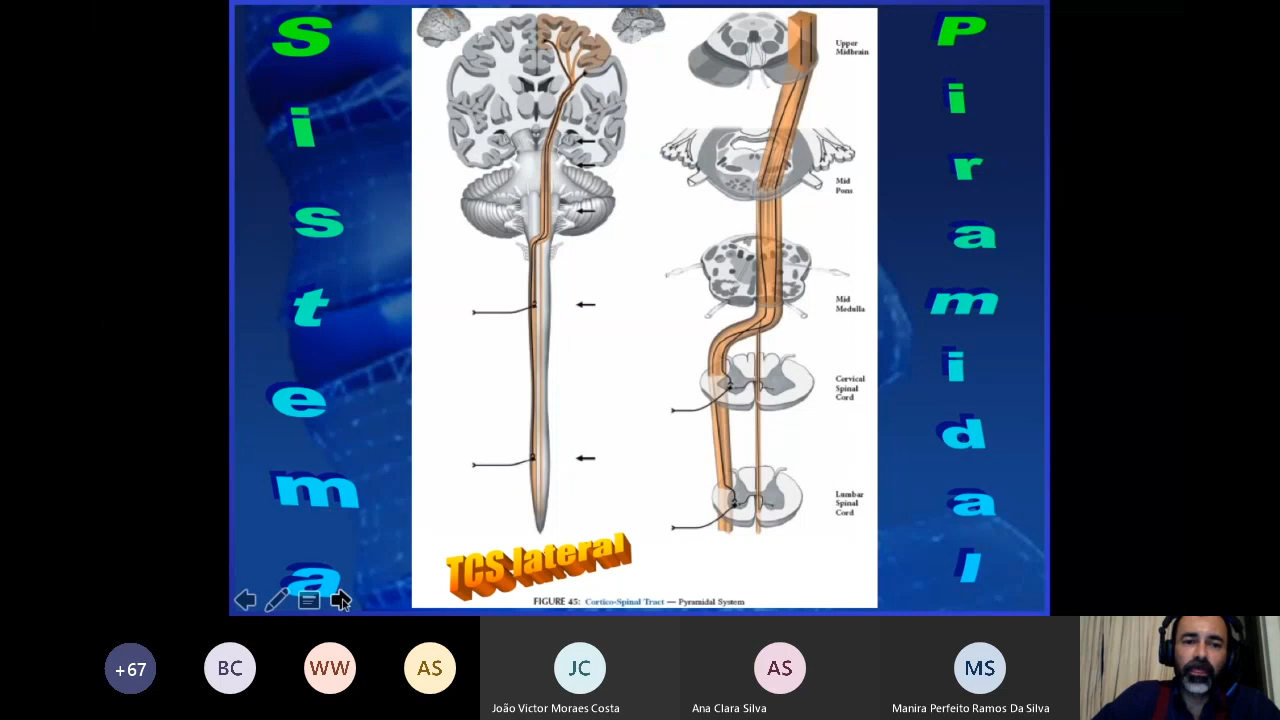 Sistema
Piramidal
Upper
Midbrain
Mid
Pons
Mid
Medulla
Cervical
Spinal
Cord
Lumbar
Spinal
Cord
TCS lateral
FIGURE 45: Cortico-Spinal Tract — Pyramidal System
+67
BC
WW
AS
JC
AS
MS
João Victor Moraes Costa
Ana Clara Silva
Manira Perfeito Ramos Da Silva